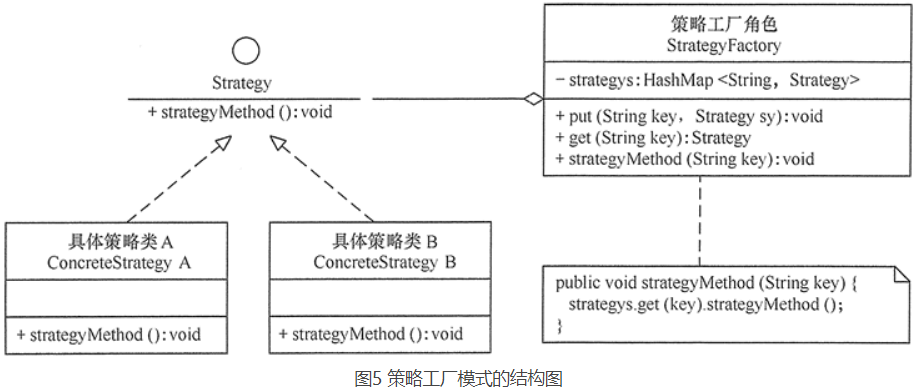 Strategy
+ strategyMethod ( ): void
策略工厂角色
StrategyFactory
− strategys:HashMap <String, Strategy>
+ put (String key, Strategy sy): void
+ get (String key): Strategy
+ strategyMethod (String key): void
具体策略类 A
ConcreteStrategy A
+ strategyMethod ( ): void
具体策略类 B
ConcreteStrategy B
+ strategyMethod ( ): void
public void strategyMethod (String key) {
strategys.get (key).strategyMethod ( );
}
图5 策略工厂模式的结构图